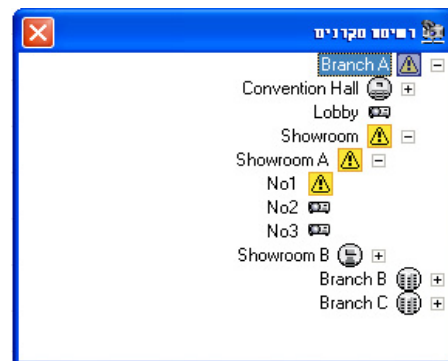 רשימת מקרנים
Branch A
Convention Hall
Lobby
Showroom
Showroom A
No1
No2
No3
Showroom B
Branch B
Branch C